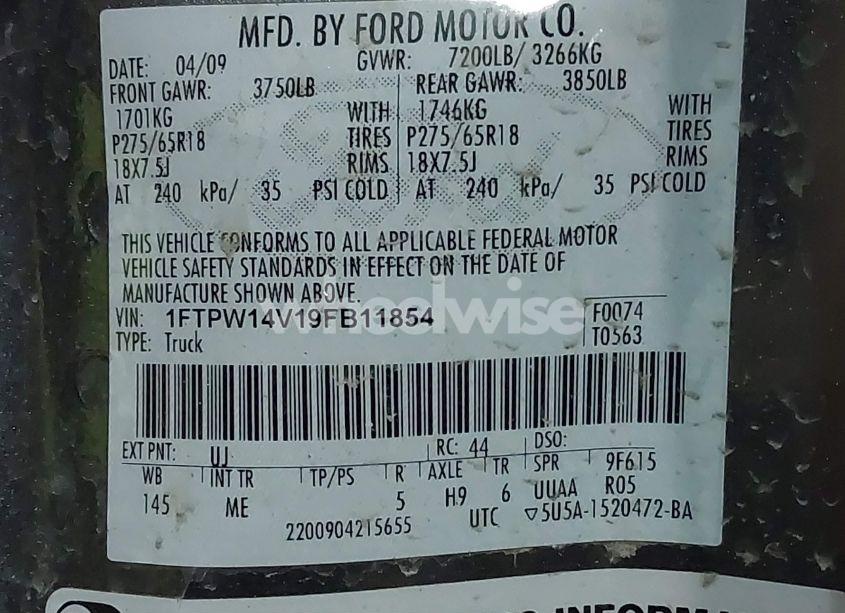 MFD. BY FORD MOTOR CO.
DATE: 04/09 GVWR: 7200LB/ 3266KG
FRONT GAWR: 3750LB REAR GAWR: 3850LB
1701KG WITH 1746KG WITH
P275/65R18 TIRES P275/65R18 TIRES
18X7.5J RIMS 18X7.5J RIMS
AT 240 kPa/ 35 PSI COLD AT 240 kPa/ 35 PSI COLD
THIS VEHICLE CONFORMS TO ALL APPLICABLE FEDERAL MOTOR
VEHICLE SAFETY STANDARDS IN EFFECT ON THE DATE OF
MANUFACTURE SHOWN ABOVE.
wheelwise
VIN: 1FTPW14V19FB11854 F0074
TYPE: Truck T0563
EXT PNT: UJ RC: 44 DSO:
WB INT TR TP/PS R AXLE TR SPR 9F615
145 ME 5 H9 6 UUAA R05
2200904215655 UTC ▽5U5A-1520472-BA